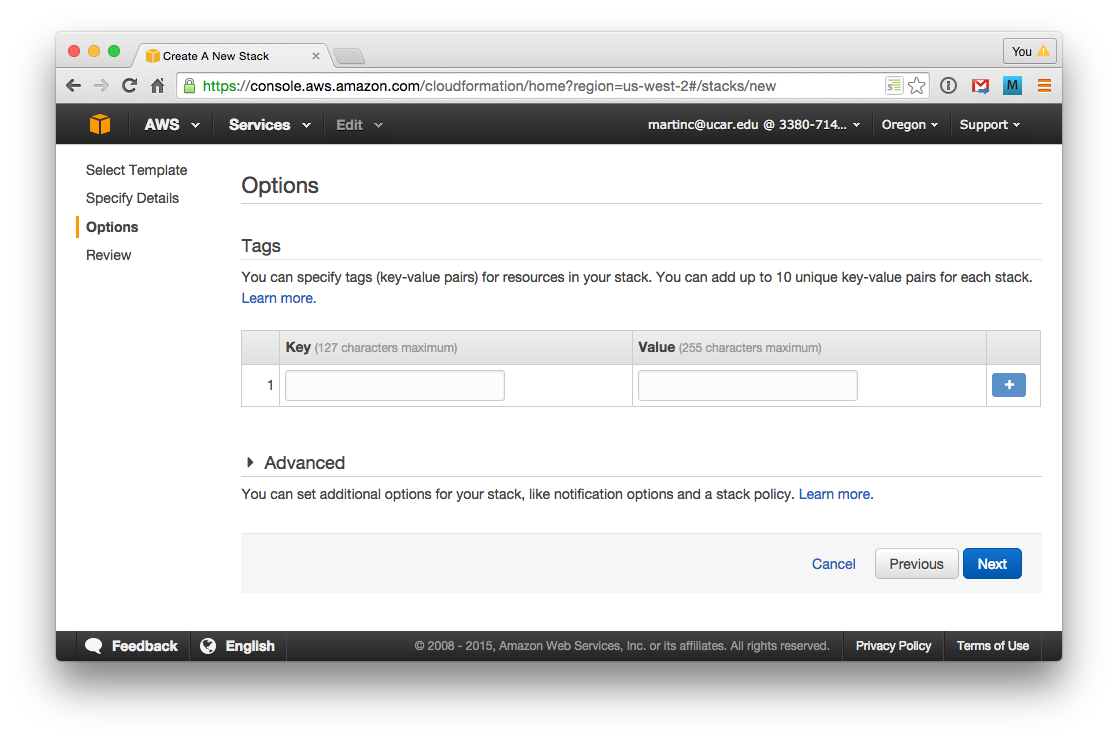 Create A New Stack
You
https://console.aws.amazon.com/cloudformation/home?region=us-west-2#/stacks/new
M
AWS Services Edit martinc@ucar.edu @ 3380-714... Oregon Support
Select Template
Specify Details
Options
Review
Options
Tags
You can specify tags (key-value pairs) for resources in your stack. You can add up to 10 unique key-value pairs for each stack.
Learn more.
Key (127 characters maximum) Value (255 characters maximum)
1
Advanced
You can set additional options for your stack, like notification options and a stack policy. Learn more.
Cancel Previous Next
Feedback English © 2008 - 2015, Amazon Web Services, Inc. or its affiliates. All rights reserved. Privacy Policy Terms of Use